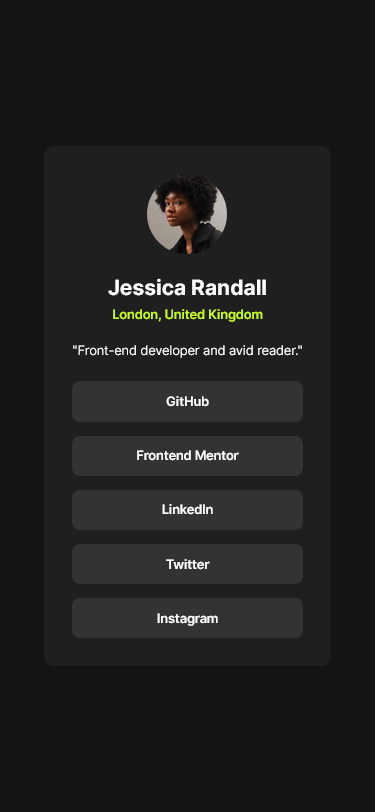 Jessica Randall
London, United Kingdom
"Front-end developer and avid reader."
GitHub
Frontend Mentor
LinkedIn
Twitter
Instagram